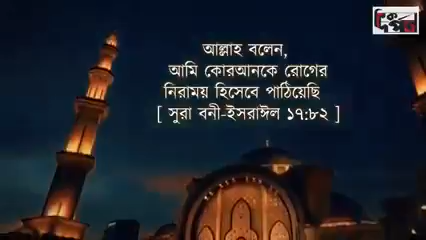 আল্লাহ বলেন,
আমি কোরআনকে রোগের
নিরাময় হিসেবে পাঠিয়েছি
[ সুরা বনী-ইসরাঈল ১৭:৮২ ]